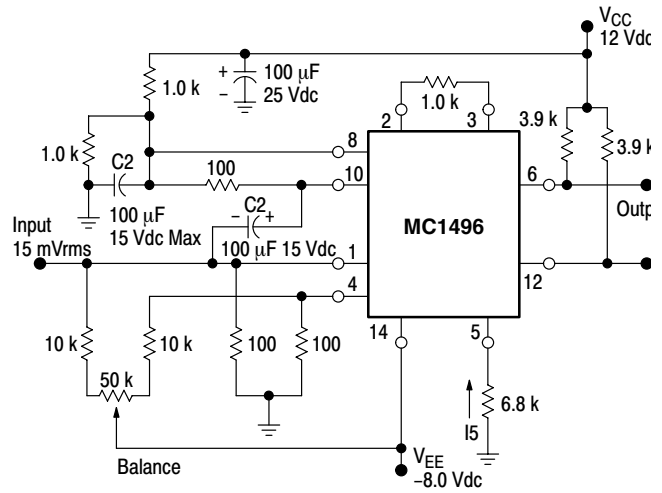 VCC
12 Vdc
+
–
100 μF
25 Vdc
1.0 k
1.0 k
2
3
3.9 k
3.9 k
1.0 k
C2
100 μF
15 Vdc Max
100
8
10
6
MC1496
Outp
C2
– +
100 μF 15 Vdc
Input
15 mVrms
1
12
4
14
5
10 k
10 k
100
100
50 k
I5
6.8 k
Balance
VEE
–8.0 Vdc